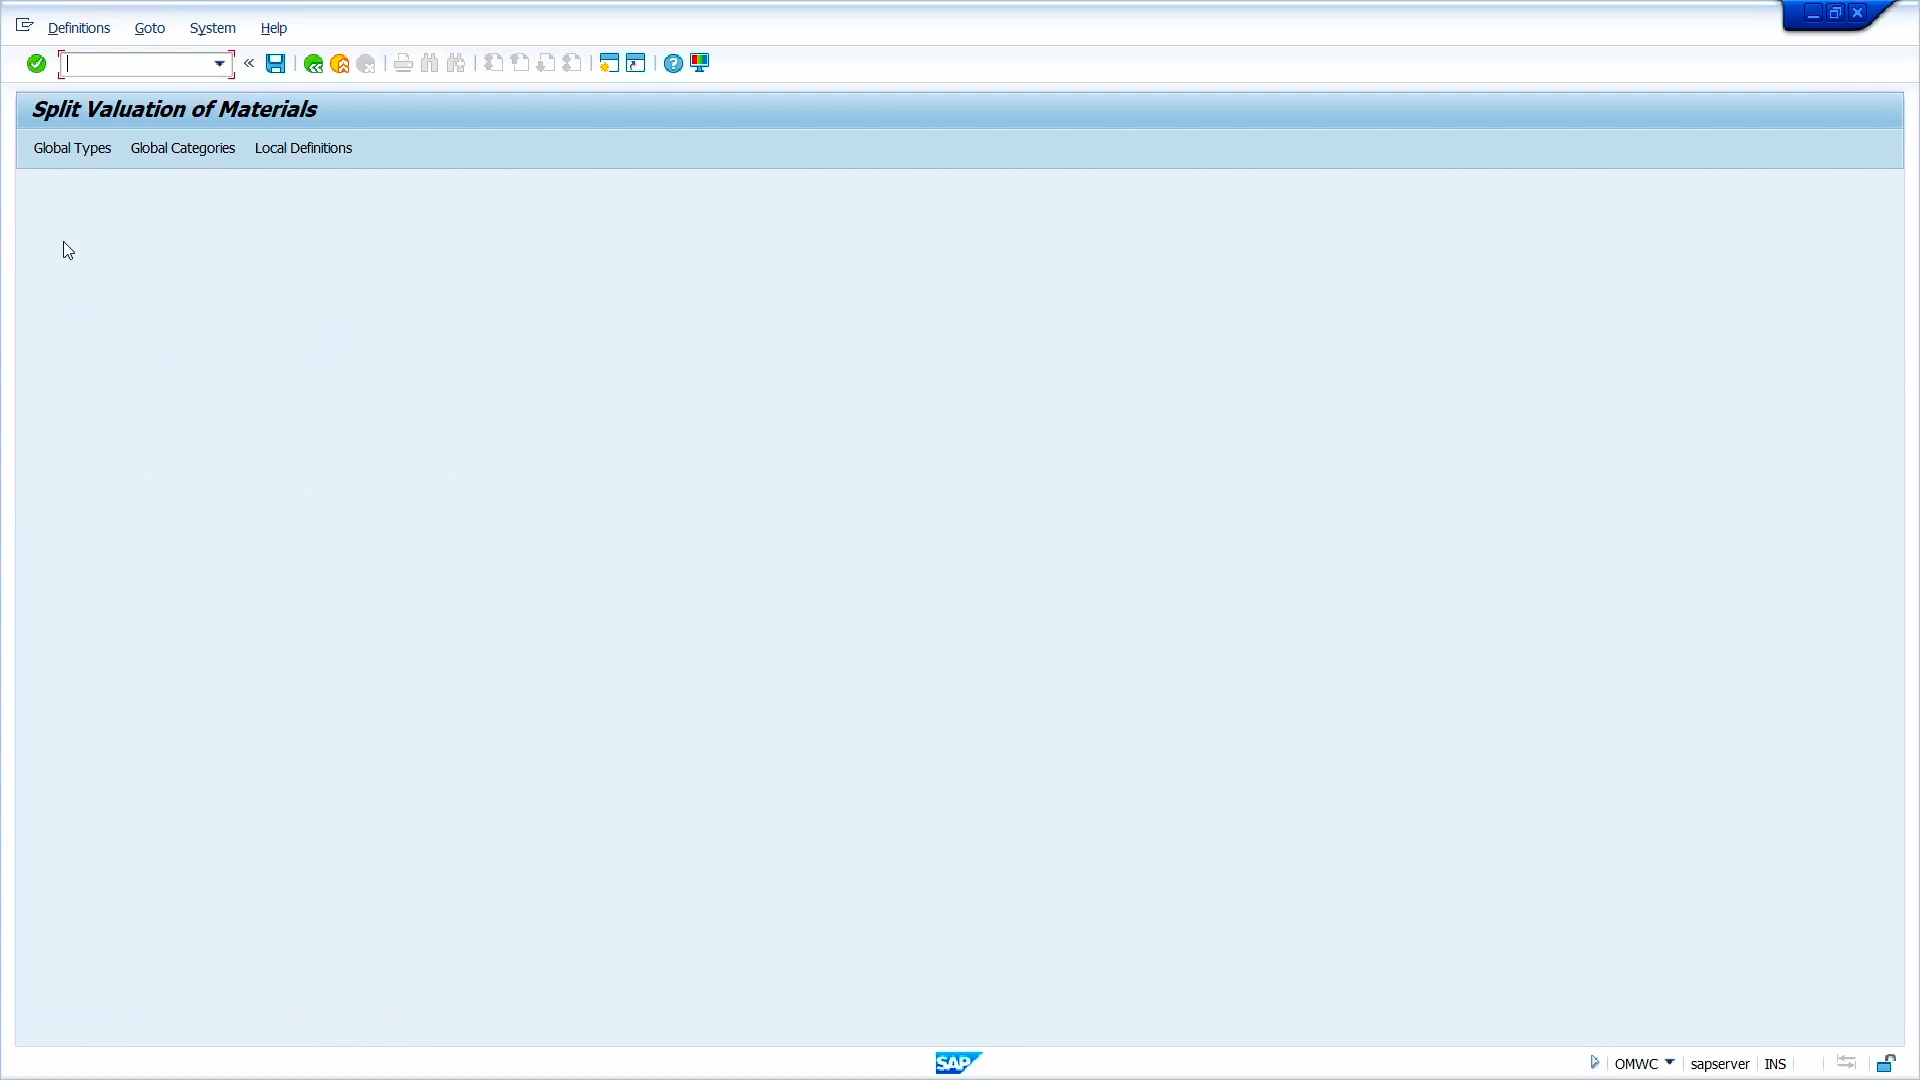 Definitions Goto System Help
Split Valuation of Materials
Global Types Global Categories Local Definitions
SAP OMWC sapserver INS